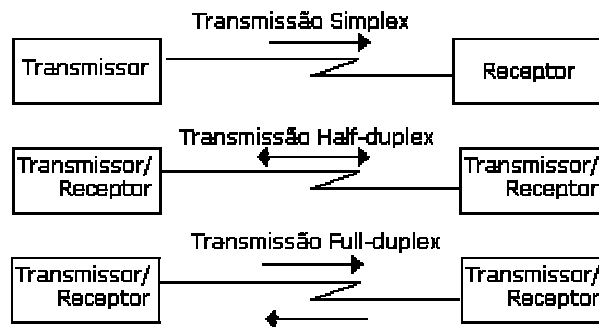 Transmissão Simplex
Transmissor
Receptor
Transmissão Half-duplex
Transmissor/
Receptor
Transmissor/
Receptor
Transmissão Full-duplex
Transmissor/
Receptor
Transmissor/
Receptor